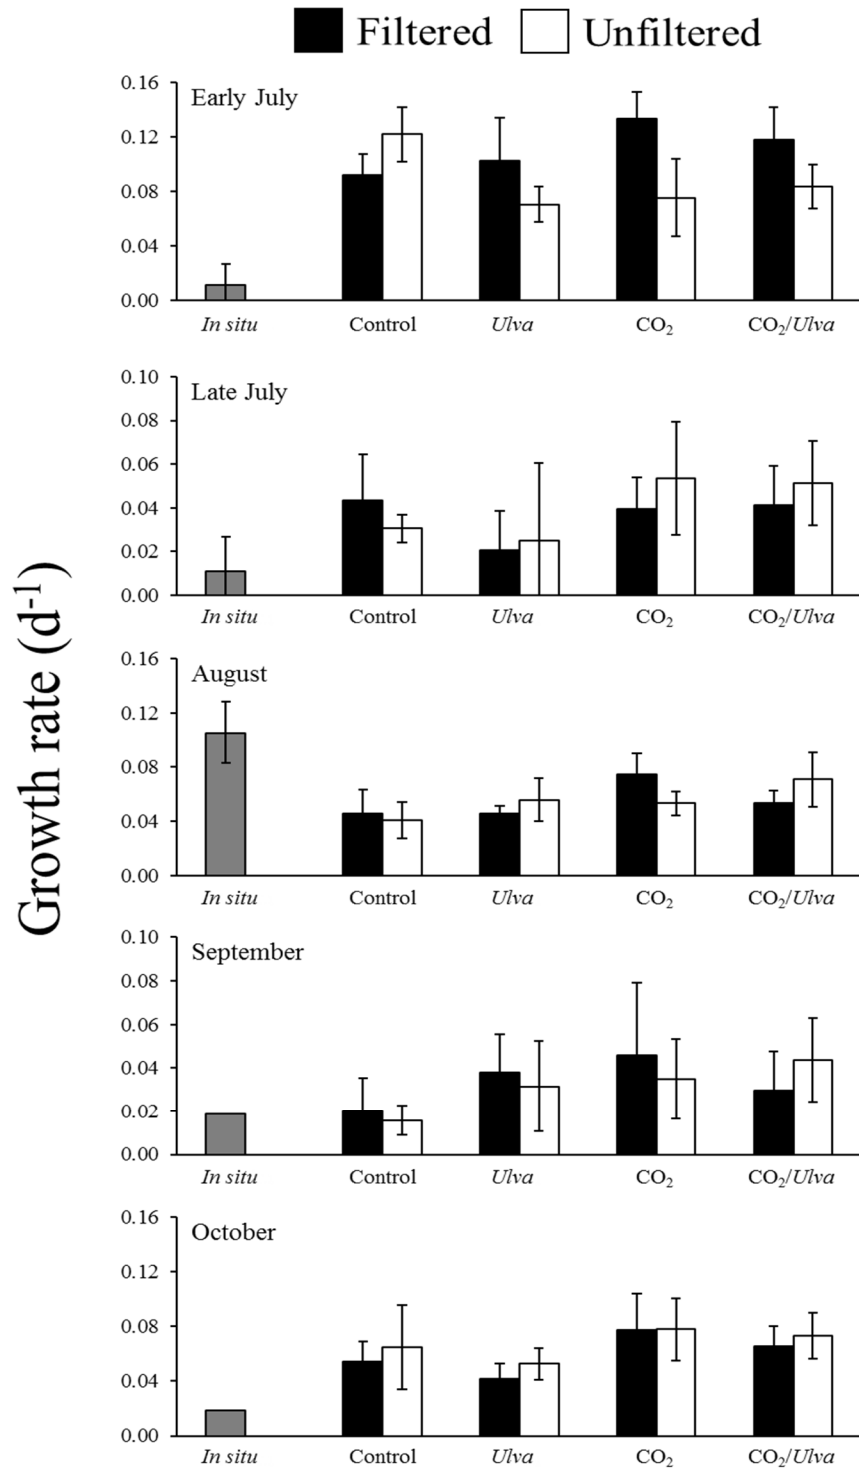 Filtered Unfiltered
Growth rate (d⁻¹)
Early July
0.16
0.12
0.08
0.04
0.00
In situ Control Ulva CO₂ CO₂/Ulva
Late July
0.10
0.08
0.06
0.04
0.02
0.00
In situ Control Ulva CO₂ CO₂/Ulva
August
0.16
0.12
0.08
0.04
0.00
In situ Control Ulva CO₂ CO₂/Ulva
September
0.10
0.08
0.06
0.04
0.02
0.00
In situ Control Ulva CO₂ CO₂/Ulva
October
0.16
0.12
0.08
0.04
0.00
In situ Control Ulva CO₂ CO₂/Ulva